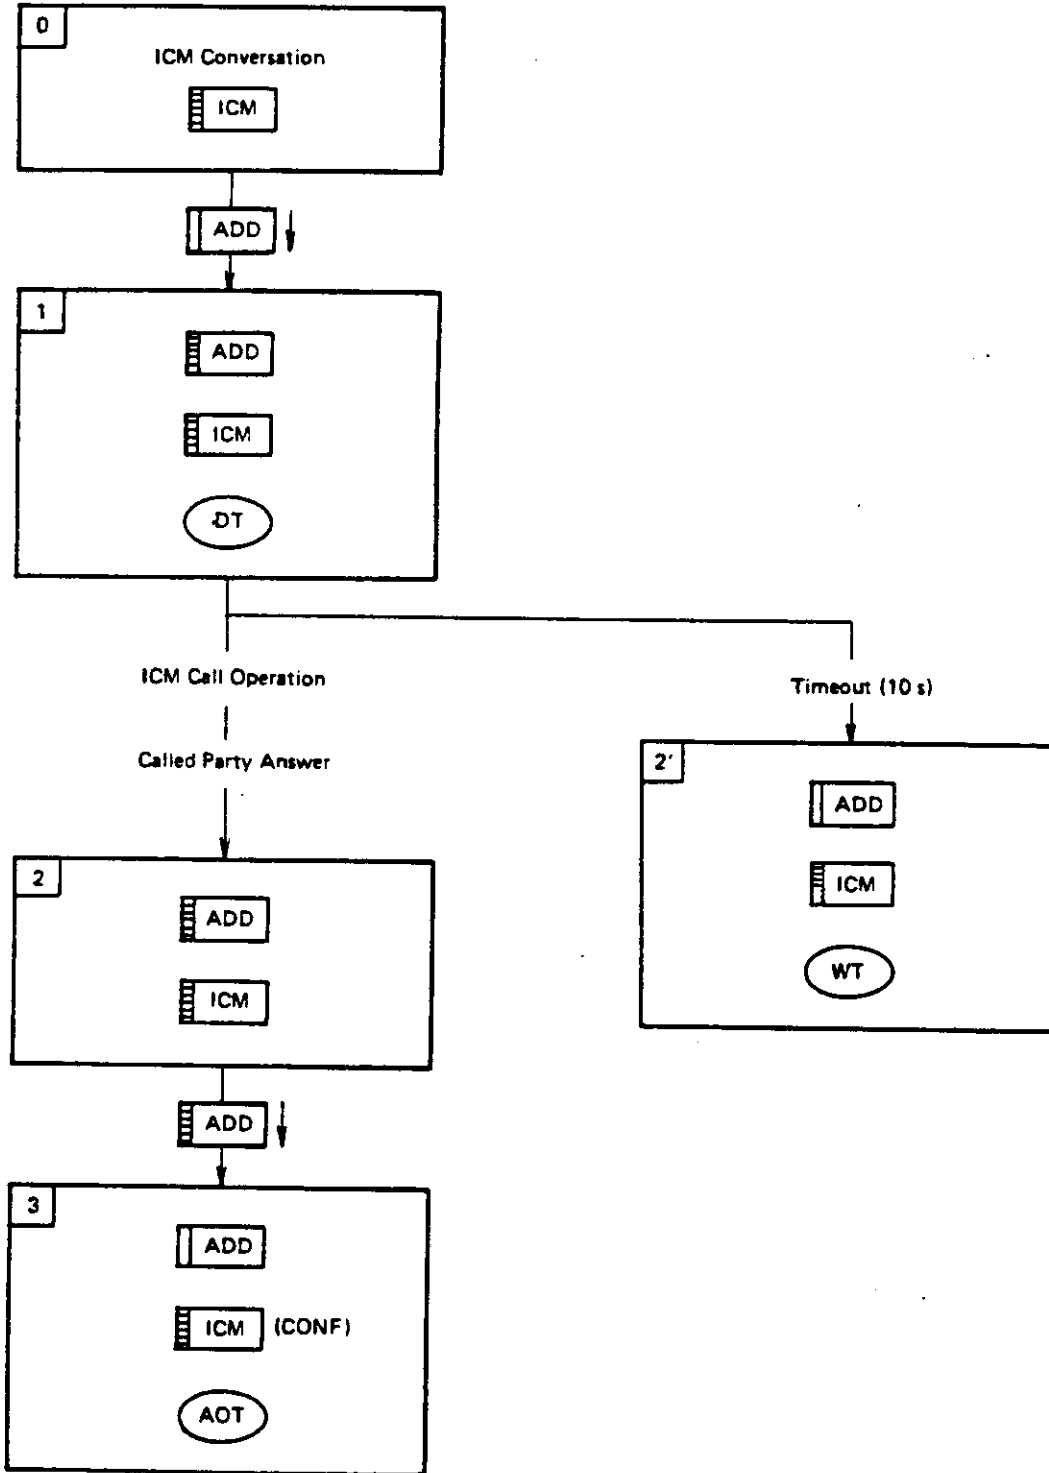 0
ICM Conversation
ICM
ADD
1
ADD
ICM
DT
ICM Call Operation
Timeout (10 s)
Called Party Answer
2'
ADD
ICM
WT
2
ADD
ICM
ADD
3
ADD
ICM (CONF)
AOT